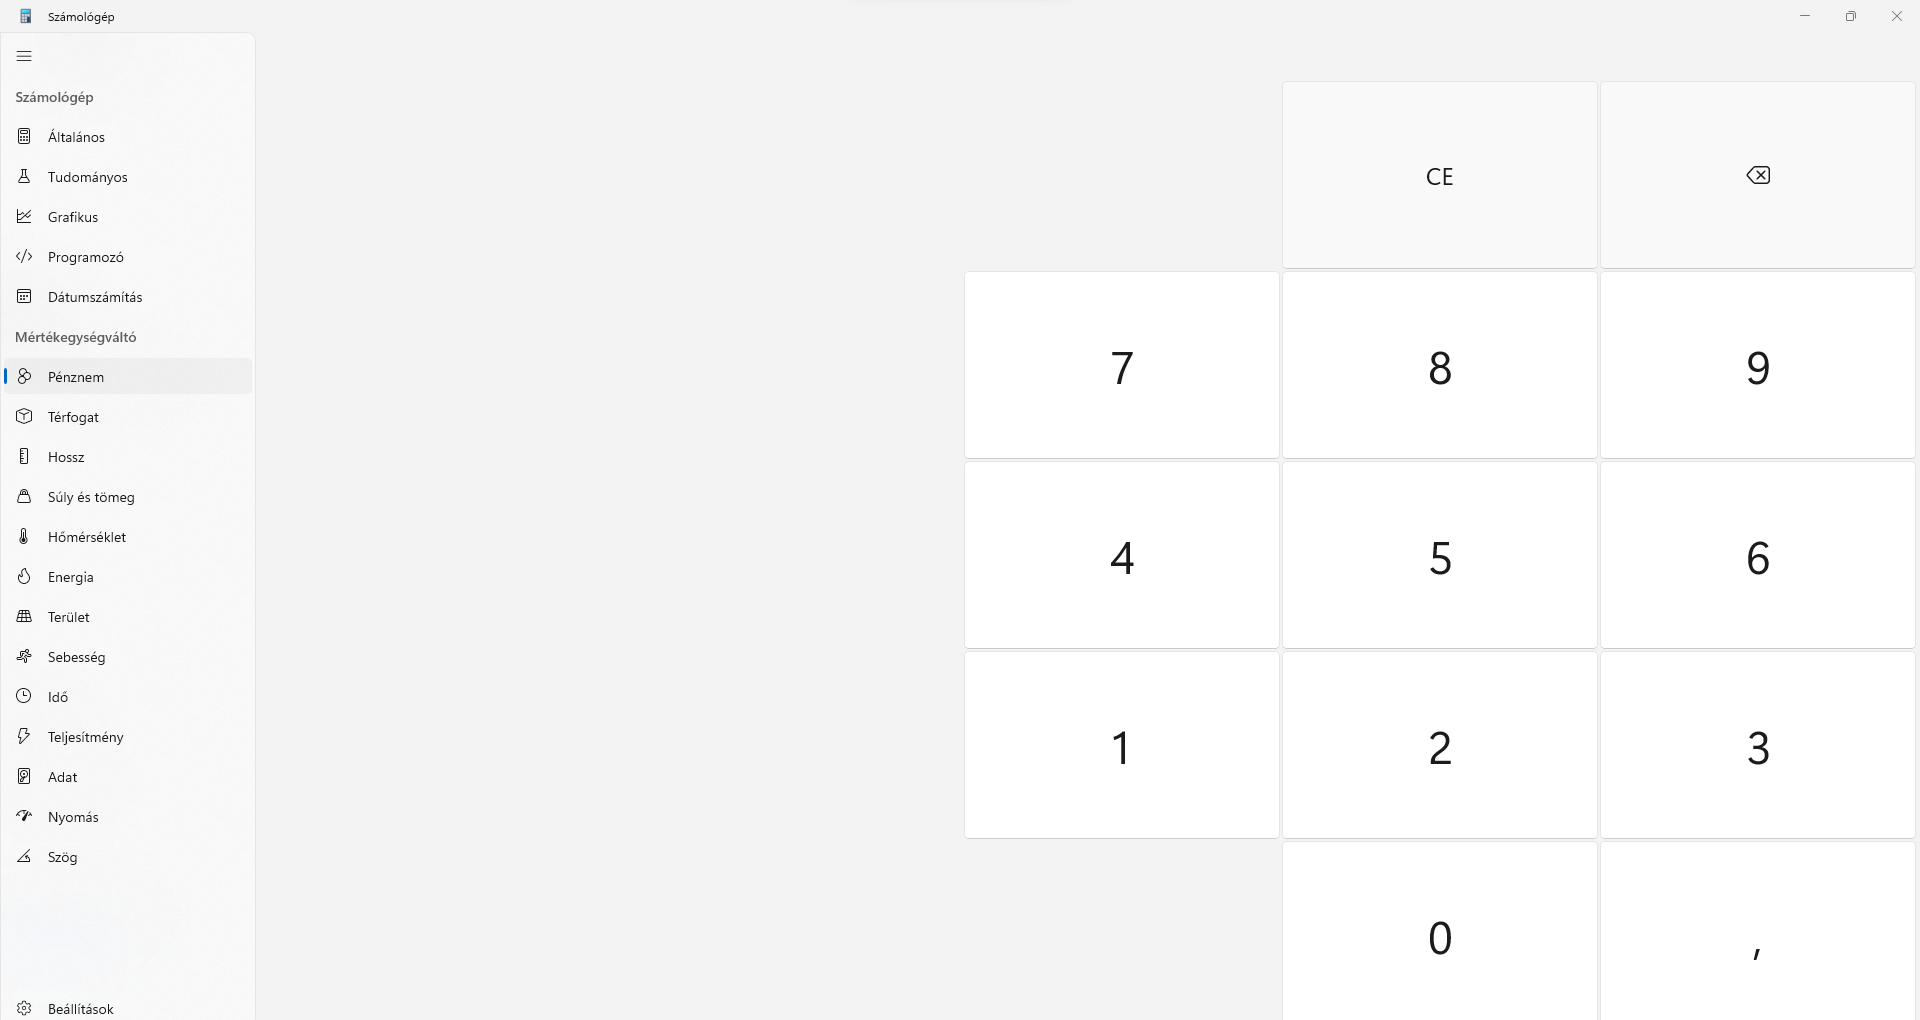 Számológép
Számológép
Általános
Tudományos
Grafikus
Programozó
Dátumszámítás
Mértékegységváltó
Pénznem
Térfogat
Hossz
Súly és tömeg
Hőmérséklet
Energia
Terület
Sebesség
Idő
Teljesítmény
Adat
Nyomás
Szög
Beállítások
CE
7 8 9
4 5 6
1 2 3
0 ,